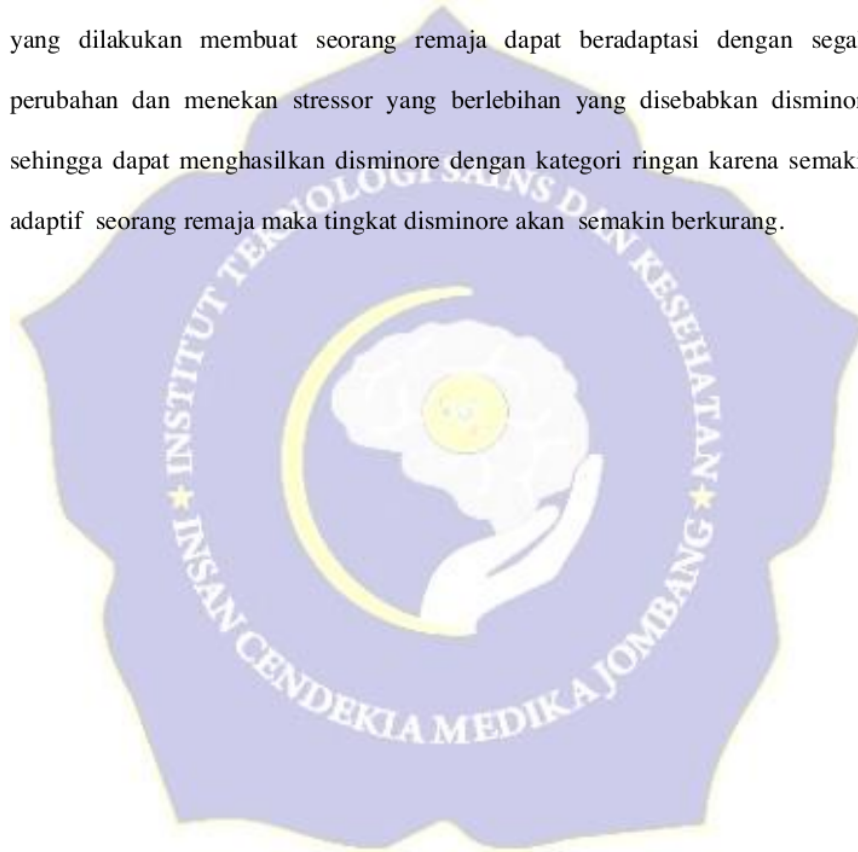 yang dilakukan membuat seorang remaja dapat beradaptasi dengan sega
perubahan dan menekan stressor yang berlebihan yang disebabkan disminor
sehingga dapat menghasilkan disminore dengan kategori ringan karena semaki
adaptif seorang remaja maka tingkat disminore akan semakin berkurang.
INSTITUT TEKNOLOGI SAINS DAN KESEHATAN
INSAN CENDEKIA MEDIKA JOMBANG